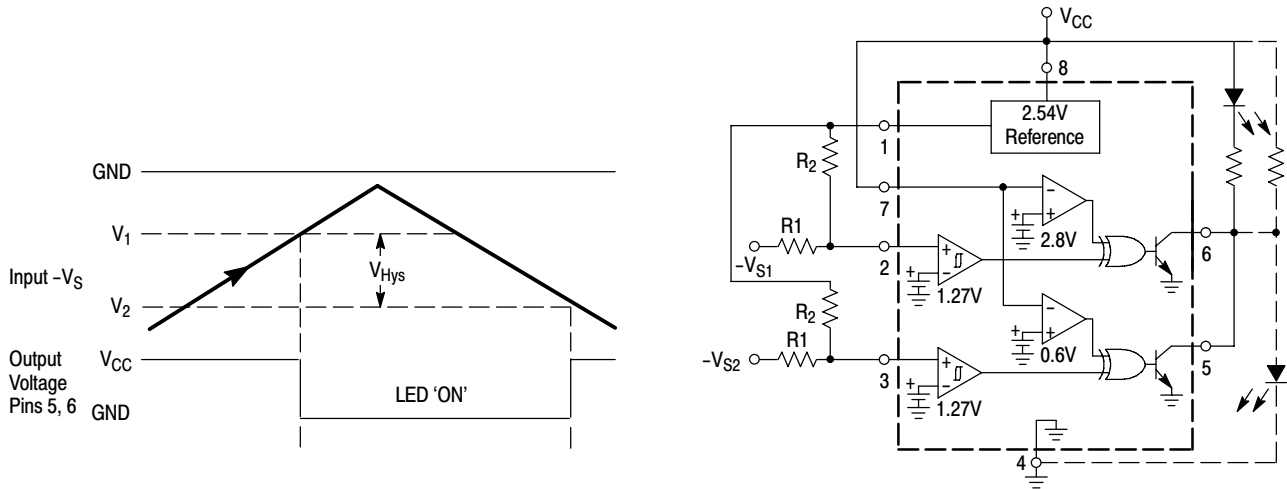 GND
V1
Input –VS
VHys
V2
Output
Voltage
Pins 5, 6
VCC
GND
LED ‘ON’
VCC
8
2.54V
Reference
1
R2
7
–
+
2.8V
6
R1
–VS1
2
+
–
1.27V
R2
R1
–VS2
3
+
–
1.27V
–
+
0.6V
5
4